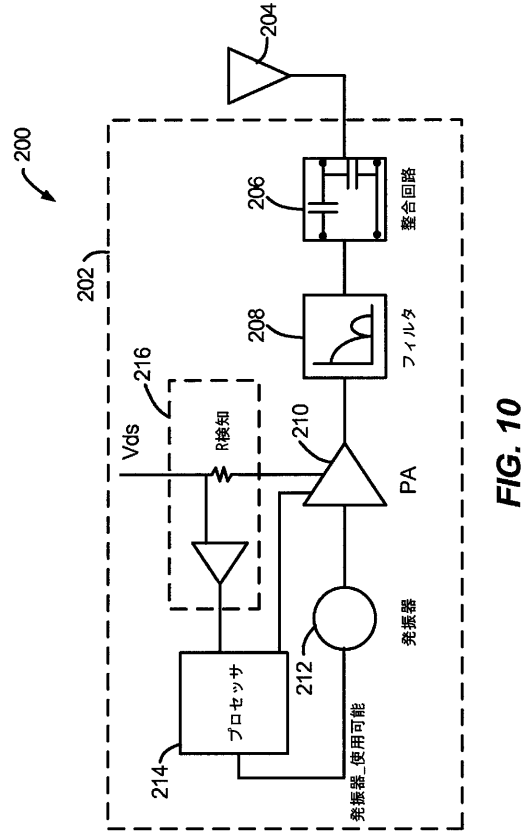 200
202
204
206
整合回路
208
フィルタ
216
Vds
R検知
210
PA
212
発振器
214
プロセッサ
発振器_使用可能
FIG. 10